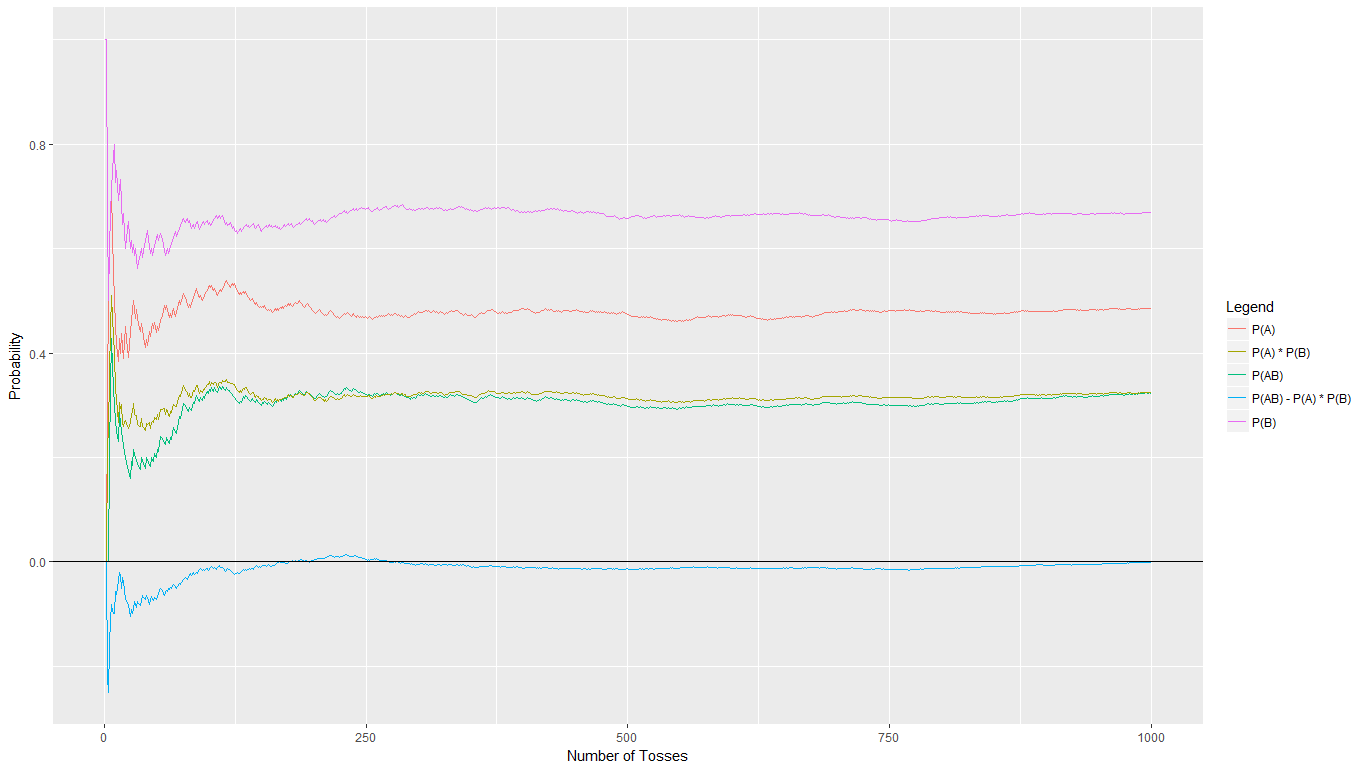 0.8
0.4
0.0
Probability
0
250
500
750
1000
Number of Tosses
Legend
P(A)
P(A) * P(B)
P(AB)
P(AB) - P(A) * P(B)
P(B)